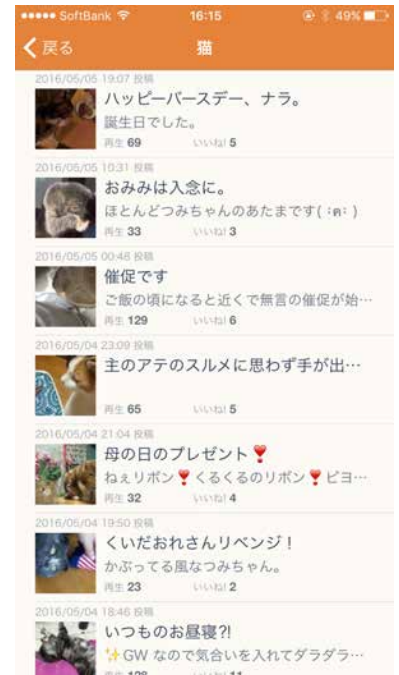 SoftBank 16:15 49%
戻る 猫
2016/05/05 19:07 投稿
ハッピーバースデー、ナラ。
誕生日でした。
再生 69 いいね! 5
2016/05/05 10:31 投稿
おみみは入念に。
ほとんどつみちゃんのあたまです( :ฅ: )
再生 33 いいね! 3
2016/05/05 00:46 投稿
催促です
ご飯の頃になると近くで無言の催促が始…
再生 129 いいね! 6
2016/05/04 23:09 投稿
主のアテのスルメに思わず手が出…
再生 65 いいね! 5
2016/05/04 21:04 投稿
母の日のプレゼント❣️
ねぇリボン❣️くるくるのリボン❣️ピヨ…
再生 32 いいね! 4
2016/05/04 19:50 投稿
くいだおれさんリベンジ！
かぶってる風なつみちゃん。
再生 23 いいね! 2
2016/05/04 18:46 投稿
いつものお昼寝?!
✨GW なので気合いを入れてダラダラ…
再生 128 いいね! 11